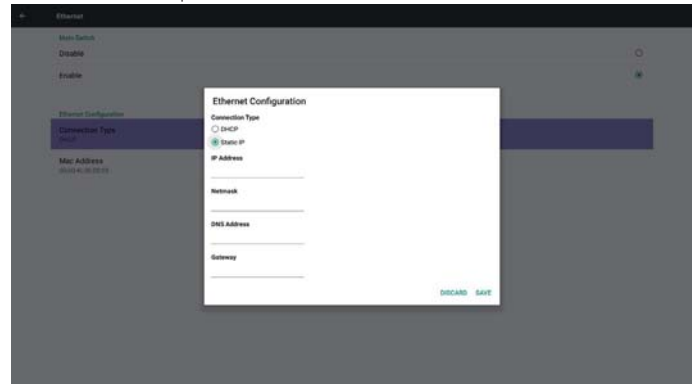 Ethernet
Main Switch
Disable
Enable
Ethernet Configuration
Connection Type
DHCP
Mac Address
Ethernet Configuration
Connection Type
DHCP
Static IP
IP Address
Netmask
DNS Address
Gateway
DISCARD SAVE